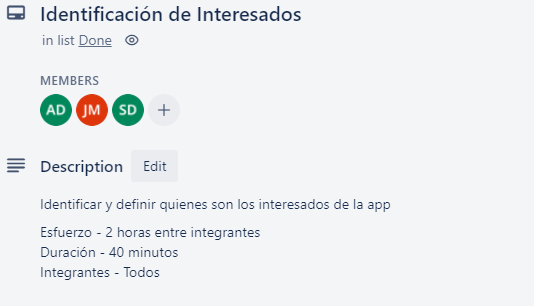 Identificación de Interesados
in list Done
MEMBERS
AD JM SD +
Description Edit
Identificar y definir quienes son los interesados de la app
Esfuerzo - 2 horas entre integrantes
Duración - 40 minutos
Integrantes - Todos